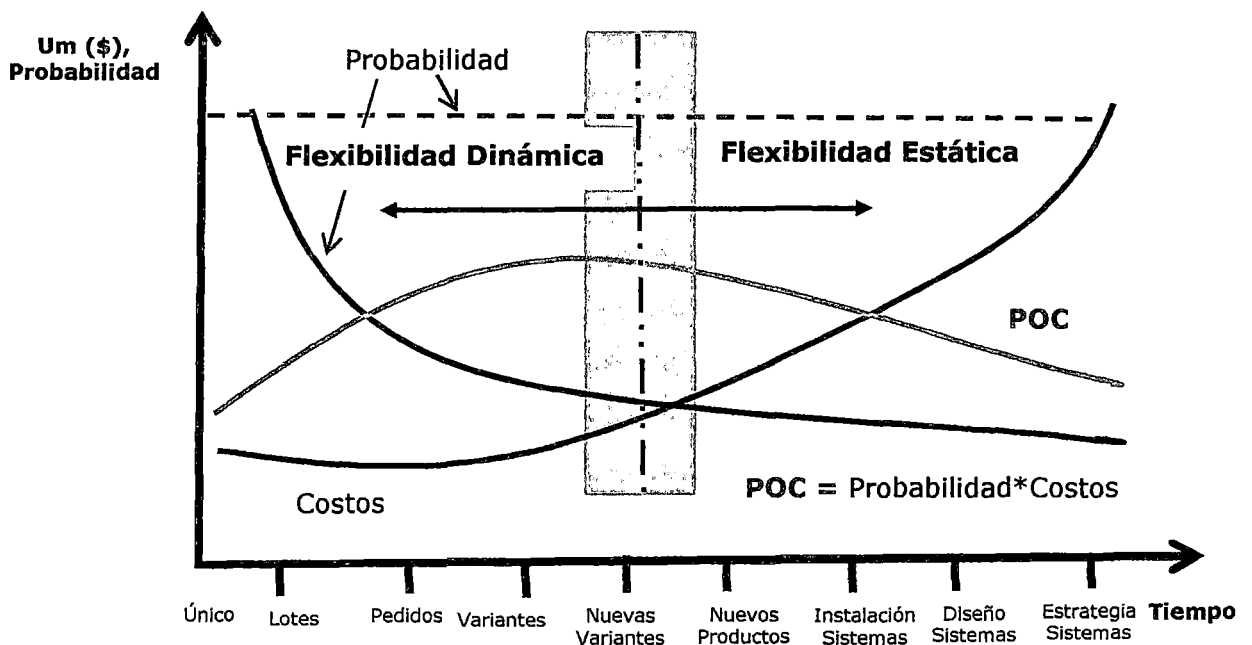 Um ($),
Probabilidad
Probabilidad
Flexibilidad Dinámica
Flexibilidad Estática
POC
Costos
POC = Probabilidad*Costos
Único
Lotes
Pedidos
Variantes
Nuevas
Variantes
Nuevos
Productos
Instalación
Sistemas
Diseño
Sistemas
Estrategia
Sistemas
Tiempo